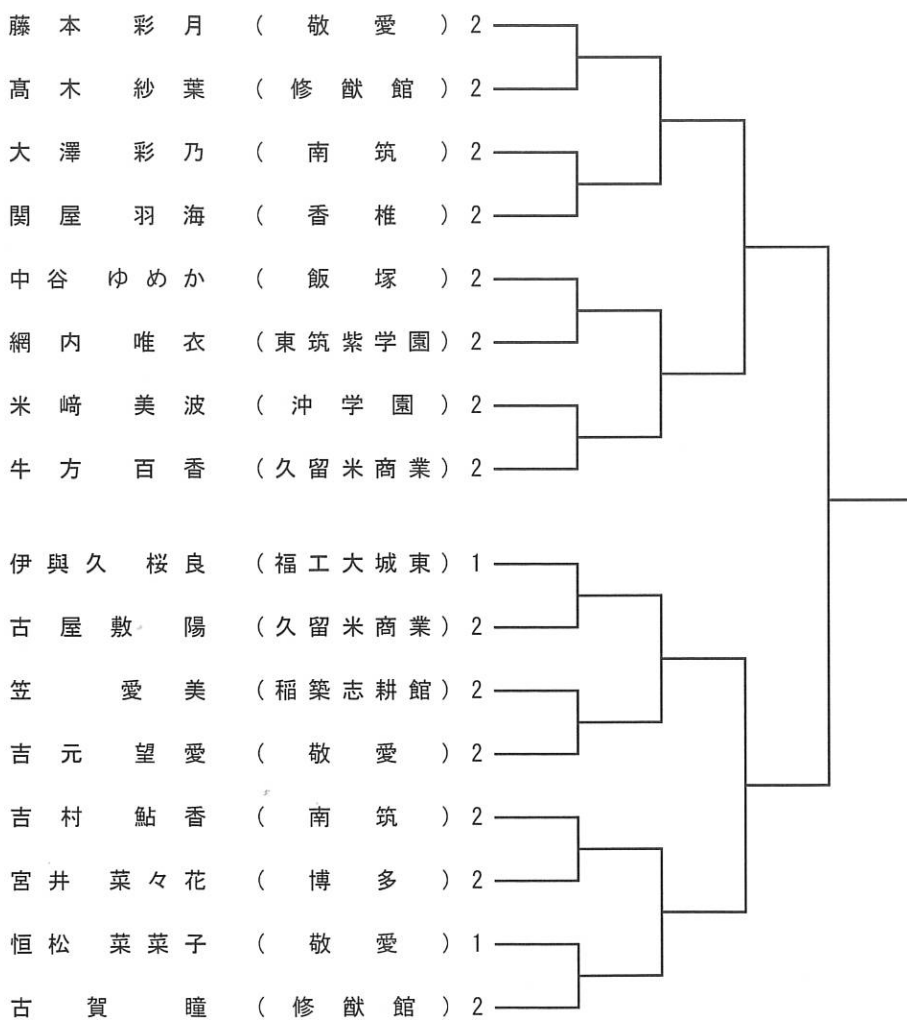 藤本 彩月 (敬愛) 2
髙木 紗葉 (修猷館) 2
大澤 彩乃 (南筑) 2
関屋 羽海 (香椎) 2
中谷 ゆめか (飯塚) 2
網内 唯衣 (東筑紫学園) 2
米﨑 美波 (沖学園) 2
牛方 百香 (久留米商業) 2
伊與久 桜良 (福工大城東) 1
古屋敷 陽 (久留米商業) 2
笠 愛美 (稲築志耕館) 2
吉元 望愛 (敬愛) 2
吉村 鮎香 (南筑) 2
宮井 菜々花 (博多) 2
恒松 菜菜子 (敬愛) 1
古賀 瞳 (修猷館) 2